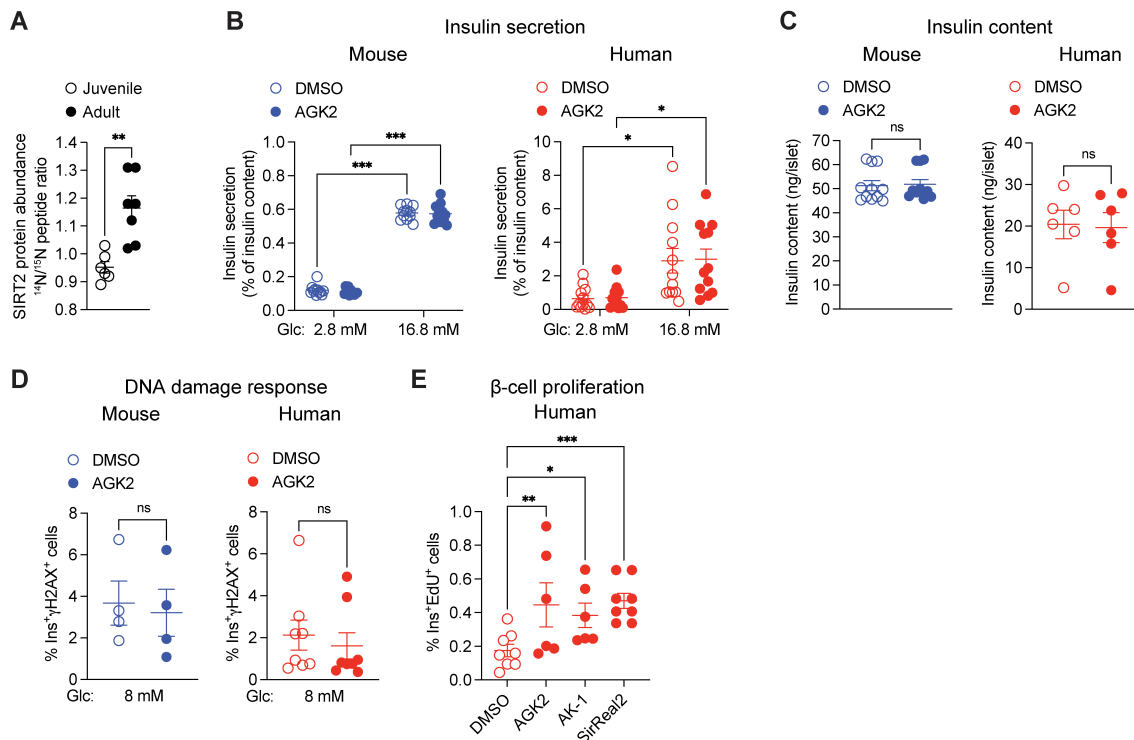 A
Juvenile
Adult
**
SIRT2 protein abundance
¹⁴N/¹⁵N peptide ratio
1.4
1.3
1.2
1.1
1.0
0.9
0.8
B
Insulin secretion
Mouse
DMSO
AGK2
Insulin secretion
(% of insulin content)
1.0
0.8
0.6
0.4
0.2
0.0
***
***
Glc: 2.8 mM 16.8 mM
Human
DMSO
AGK2
Insulin secretion
(% of insulin content)
10
8
6
4
2
0
*
*
Glc: 2.8 mM 16.8 mM
C
Insulin content
Mouse
DMSO
AGK2
Insulin content (ng/islet)
70
60
50
40
30
20
10
0
ns
Human
DMSO
AGK2
Insulin content (ng/islet)
40
30
20
10
0
ns
D
DNA damage response
Mouse
DMSO
AGK2
% Ins⁺γH2AX⁺ cells
8
6
4
2
0
ns
Glc: 8 mM
Human
DMSO
AGK2
% Ins⁺γH2AX⁺ cells
8
6
4
2
0
ns
Glc: 8 mM
E
β-cell proliferation
Human
***
*
**
% Ins⁺EdU⁺ cells
1.0
0.8
0.6
0.4
0.2
0.0
DMSO
AGK2
AK-1
SirReal2